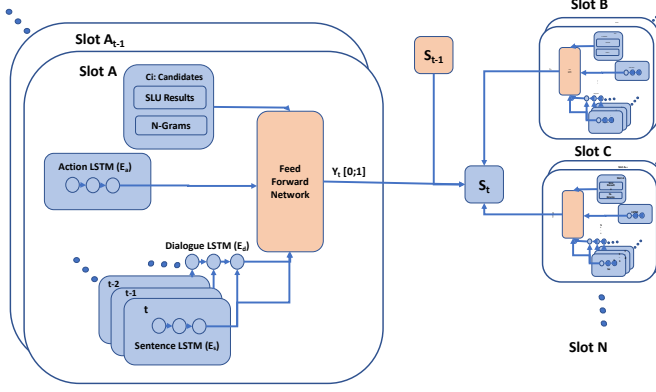 Slot A t-1
Slot A
Ci: Candidates
SLU Results
N-Grams
Action LSTM (Ea)
Feed
Forward
Network
Yt [0;1]
Dialogue LSTM (Ed)
t-2
t-1
t
Sentence LSTM (Es)
St-1
St
Slot B
Slot C
Slot N